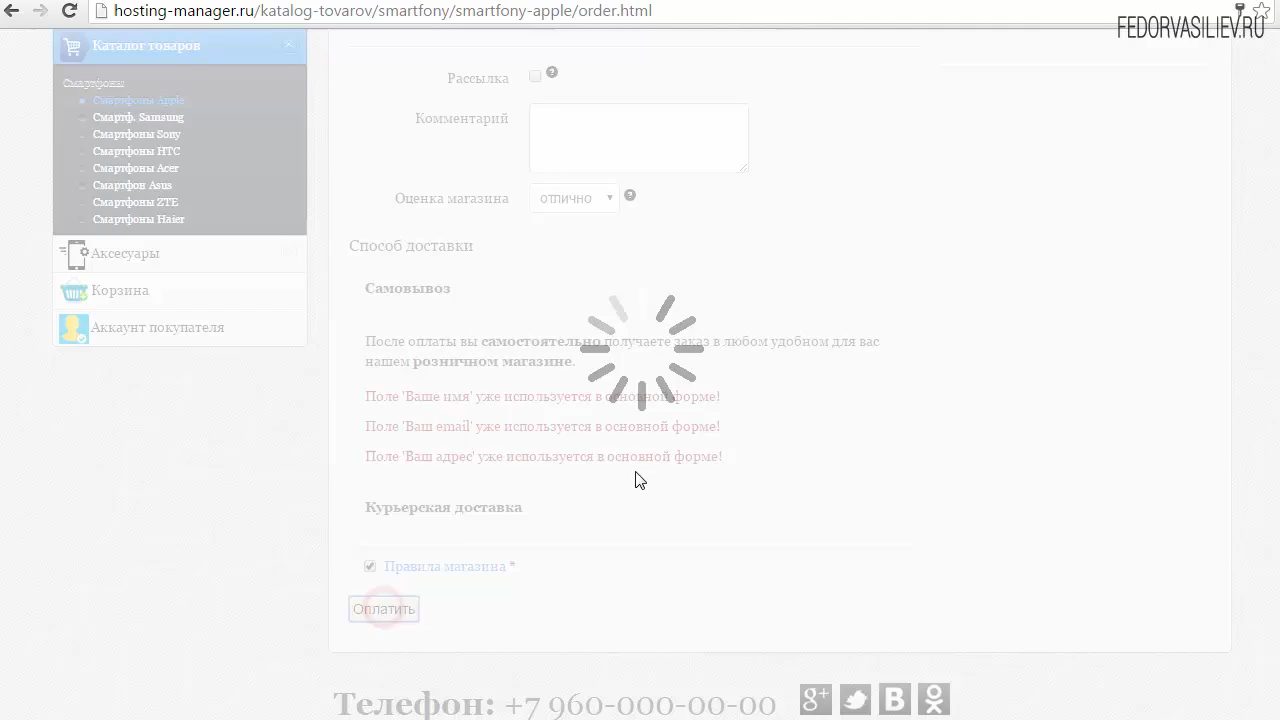 hosting-manager.ru/katalog-tovarov/smartfony/smartfony-apple/order.html
FEDORVASILIEV.RU
Каталог товаров
Смартфоны
Смартфоны Apple
Смартф. Samsung
Смартфоны Sony
Смартфоны HTC
Смартфоны Acer
Смартфон Asus
Смартфоны ZTE
Смартфоны Haier
Аксесуары
Корзина
Аккаунт покупателя
Рассылка
Комментарий
Оценка магазина
отлично
Способ доставки
Самовывоз
После оплаты вы самостоятельно получаете заказ в любом удобном для вас
нашем розничном магазине.
Поле 'Ваше имя' уже используется в основной форме!
Поле 'Ваш email' уже используется в основной форме!
Поле 'Ваш адрес' уже используется в основной форме!
Курьерская доставка
Правила магазина *
Оплатить
Телефон: +7 960-000-00-00